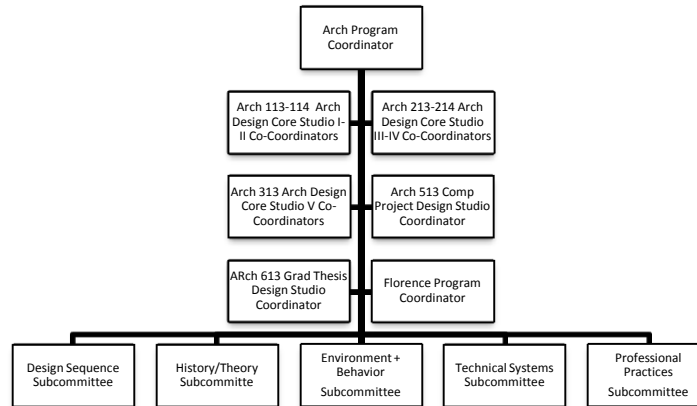 Arch Program
Coordinator
Arch 113-114 Arch
Design Core Studio I-
II Co-Coordinators
Arch 213-214 Arch
Design Core Studio
III-IV Co-Coordinators
Arch 313 Arch Design
Core Studio V Co-
Coordinators
Arch 513 Comp
Project Design Studio
Coordinator
ARch 613 Grad Thesis
Design Studio
Coordinator
Florence Program
Coordinator
Design Sequence
Subcommittee
History/Theory
Subcommitte
Environment +
Behavior
Subcommittee
Technical Systems
Subcommittee
Professional
Practices
Subcommittee